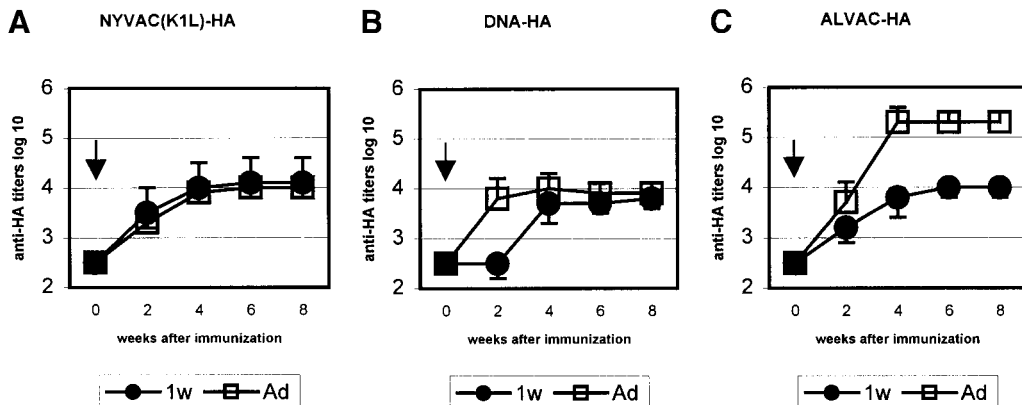 A
NYVAC(K1L)-HA
anti-HA titers log 10
6
5
4
3
2
0 2 4 6 8
weeks after immunization
1w Ad
B
DNA-HA
anti-HA titers log 10
6
5
4
3
2
0 2 4 6 8
weeks after immunization
1w Ad
C
ALVAC-HA
anti-HA titers log 10
6
5
4
3
2
0 2 4 6 8
weeks after immunization
1w Ad